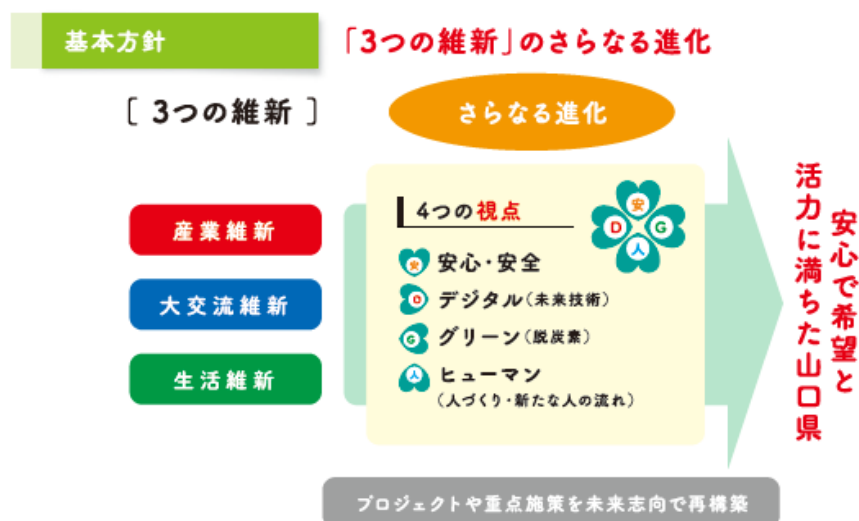 基本方針
「3つの維新」のさらなる進化
[ 3つの維新 ]
さらなる進化
産業維新
大交流維新
生活維新
4つの視点
安
D
G
人
安 安心・安全
D デジタル(未来技術)
G グリーン(脱炭素)
人 ヒューマン
(人づくり・新たな人の流れ)
安心で希望と
活力に満ちた山口県
プロジェクトや重点施策を未来志向で再構築